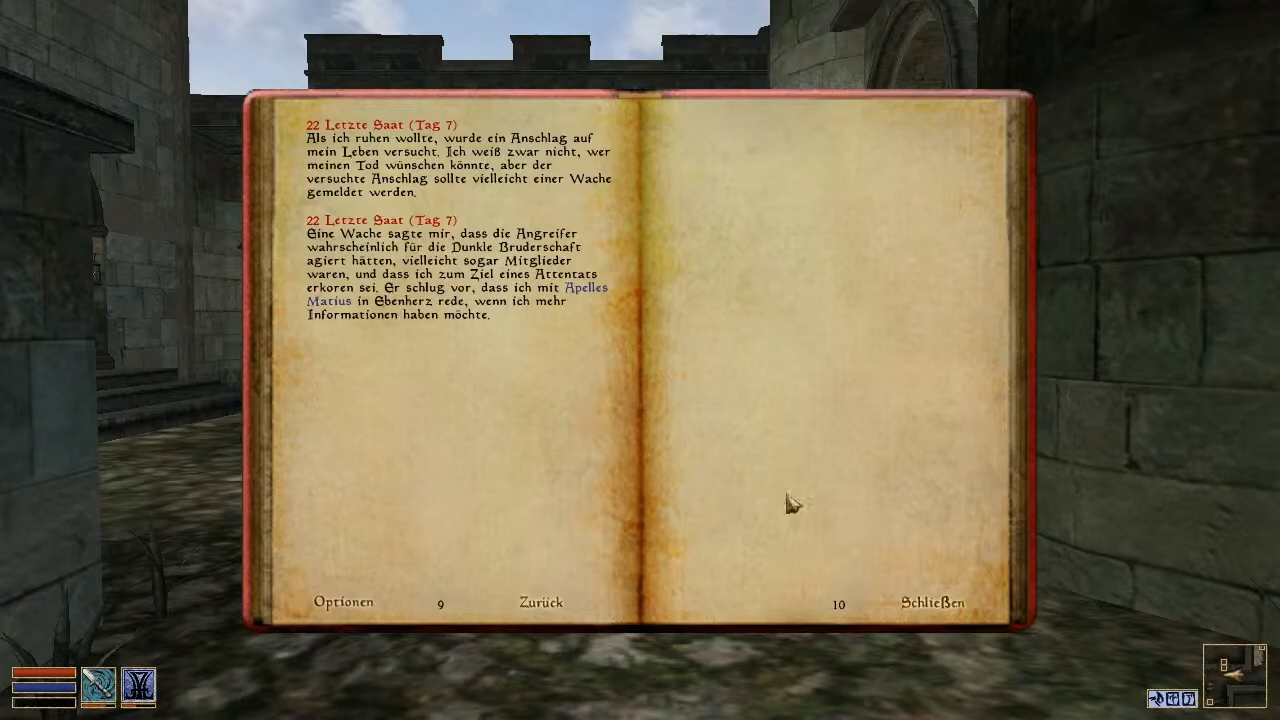 22 Letzte Saat (Tag 7)
Als ich ruhen wollte, wurde ein Anschlag auf
mein Leben versucht. Ich weiß zwar nicht, wer
meinen Tod wünschen könnte, aber der
versuchte Anschlag sollte vielleicht einer Wache
gemeldet werden.
22 Letzte Saat (Tag 7)
Eine Wache sagte mir, dass die Angreifer
wahrscheinlich für die Dunkle Bruderschaft
agiert hätten, vielleicht sogar Mitglieder
waren, und dass ich zum Ziel eines Attentats
erkoren sei. Er schlug vor, dass ich mit Apelles
Matius in Ebenherz rede, wenn ich mehr
Informationen haben möchte.
Optionen 9 Zurück 10 Schließen